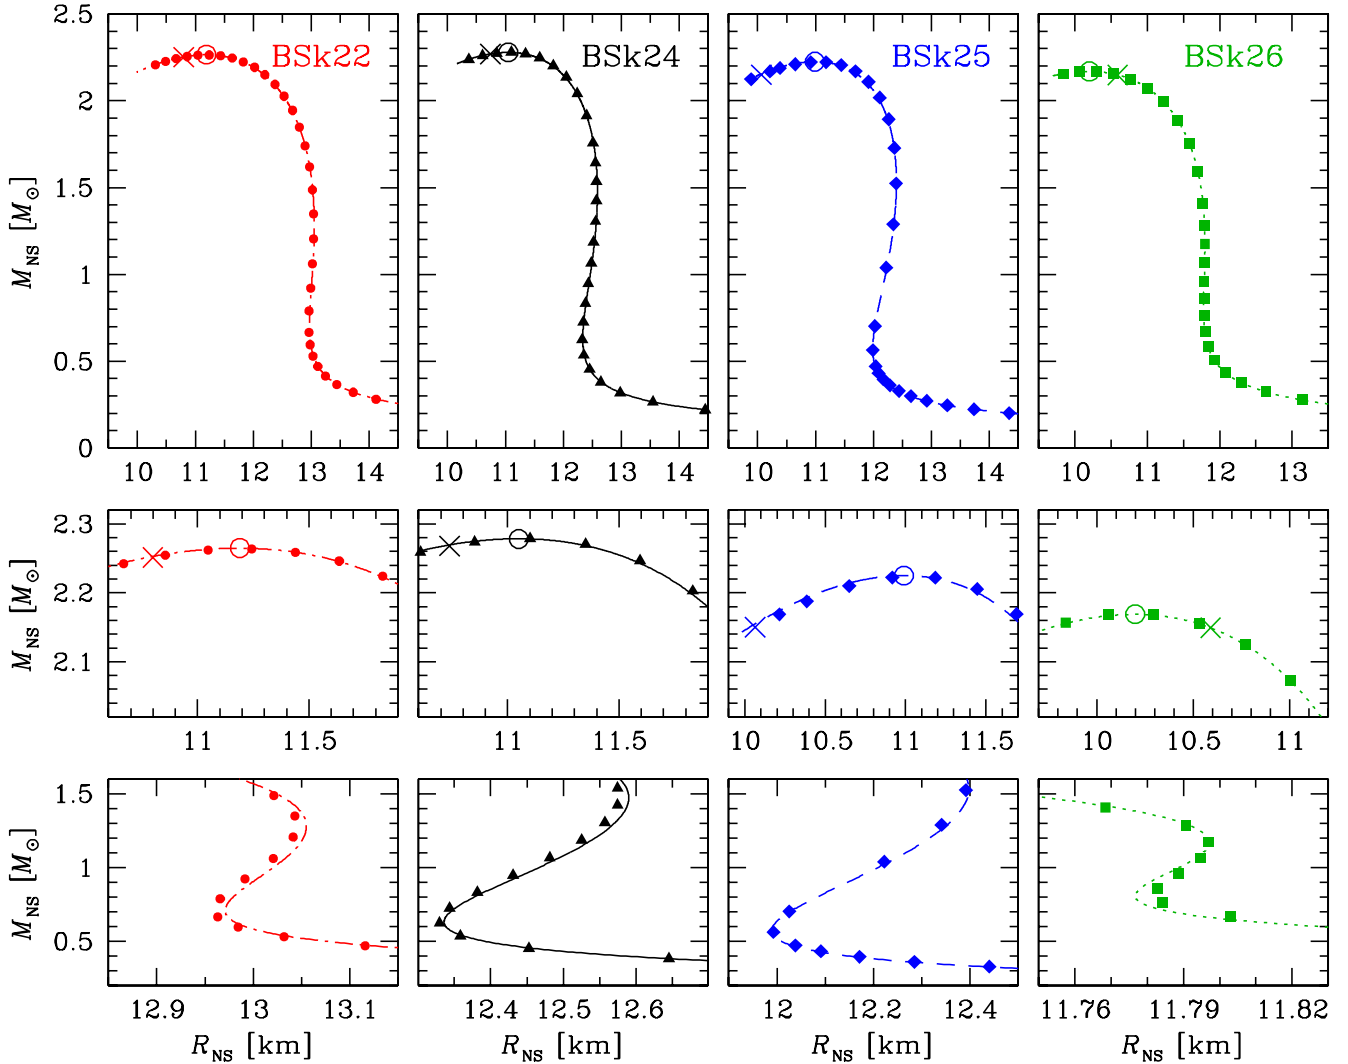 2.5
BSk22 BSk24 BSk25 BSk26
2
1.5
M_NS [M_⊙]
1
0.5
0
10 11 12 13 14 10 11 12 13 14 10 11 12 13 14 10 11 12 13
2.3
2.2
M_NS [M_⊙]
2.1
11 11.5 11 11.5 10 10.5 11 11.5 10 10.5 11
1.5
1
M_NS [M_⊙]
0.5
12.9 13 13.1 12.4 12.5 12.6 12 12.2 12.4 11.76 11.79 11.82
R_NS [km] R_NS [km] R_NS [km] R_NS [km]